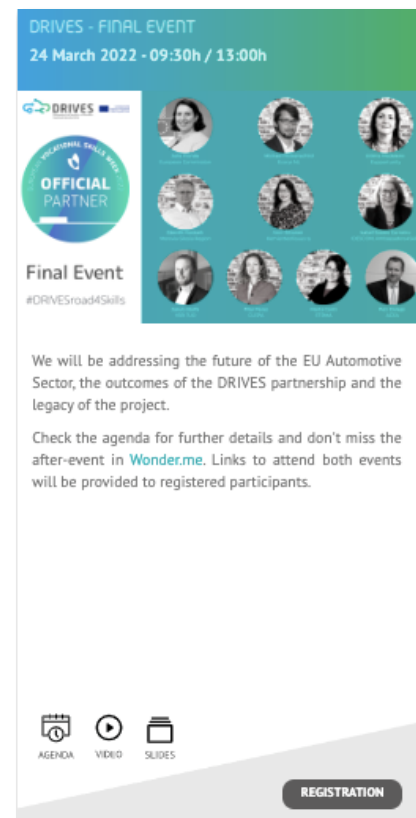 DRIVES - FINAL EVENT
24 March 2022 - 09:30h / 13:00h
DRIVES
EUROPEAN VOCATIONAL SKILLS WEEK
OFFICIAL
PARTNER
Final Event
#DRIVESroad4Skills
We will be addressing the future of the EU Automotive
Sector, the outcomes of the DRIVES partnership and the
legacy of the project.
Check the agenda for further details and don't miss the
after-event in Wonder.me. Links to attend both events
will be provided to registered participants.
AGENDA
VIDEO
SLIDES
REGISTRATION